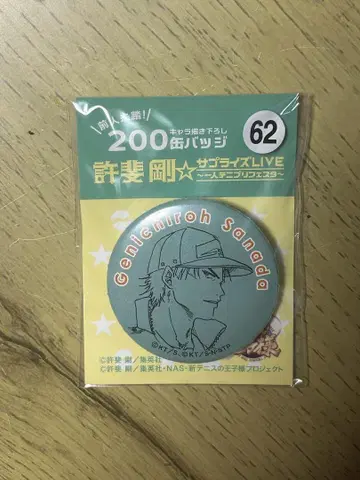 前人未踏!
200キャラ描き下ろし缶バッジ
62
許斐 剛☆サプライズLIVE
〜一人テニプリフェスタ〜
Genichiroh Sanada
©KT/S, ©KT/S・N・STP
©許斐 剛/集英社
©許斐 剛/集英社・NAS・新テニスの王子様プロジェクト